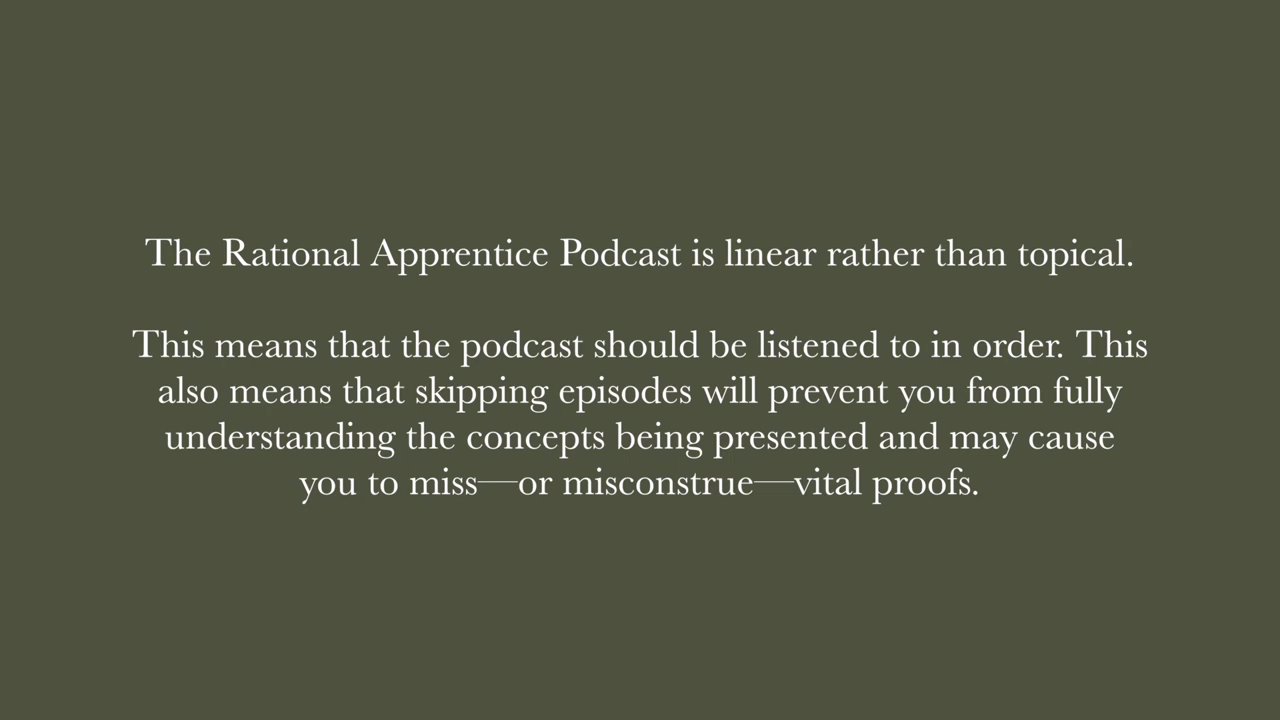 The Rational Apprentice Podcast is linear rather than topical.
This means that the podcast should be listened to in order. This
also means that skipping episodes will prevent you from fully
understanding the concepts being presented and may cause
you to miss—or misconstrue—vital proofs.